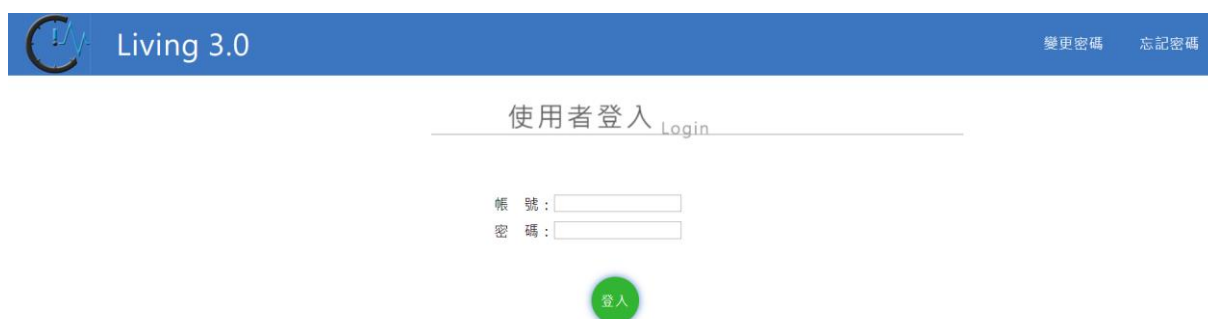 Living 3.0
變更密碼 忘記密碼
使用者登入 Login
帳 號：
密 碼：
登入